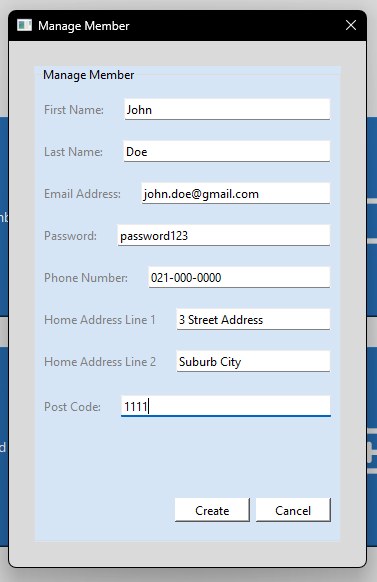 Manage Member
Manage Member
First Name: John
Last Name: Doe
Email Address: john.doe@gmail.com
Password: password123
Phone Number: 021-000-0000
Home Address Line 1 3 Street Address
Home Address Line 2 Suburb City
Post Code: 1111
Create Cancel